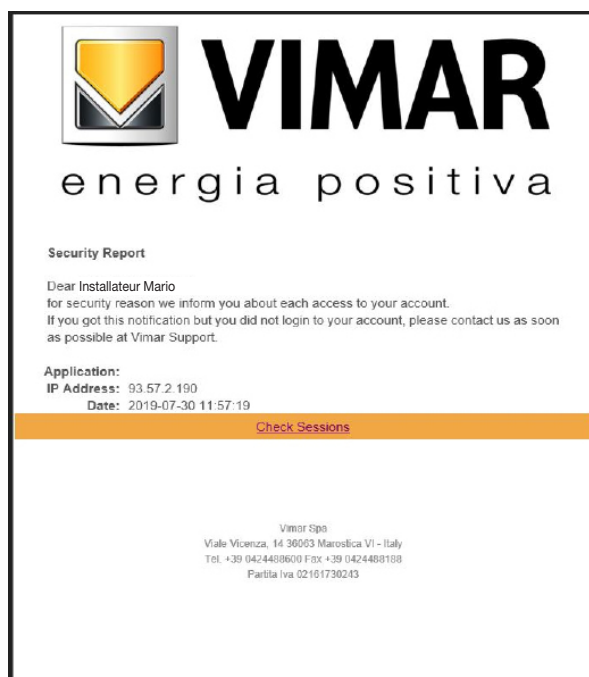 VIMAR
energia positiva
Security Report
Dear Installateur Mario
for security reason we inform you about each access to your account.
If you got this notification but you did not login to your account, please contact us as soon
as possible at Vimar Support.
Application:
IP Address: 93.57.2.190
Date: 2019-07-30 11:57:19
Check Sessions
Vimar Spa
Viale Vicenza, 14 36063 Marostica VI - Italy
Tel. +39 0424488600 Fax +39 0424488188
Partita Iva 02161730243